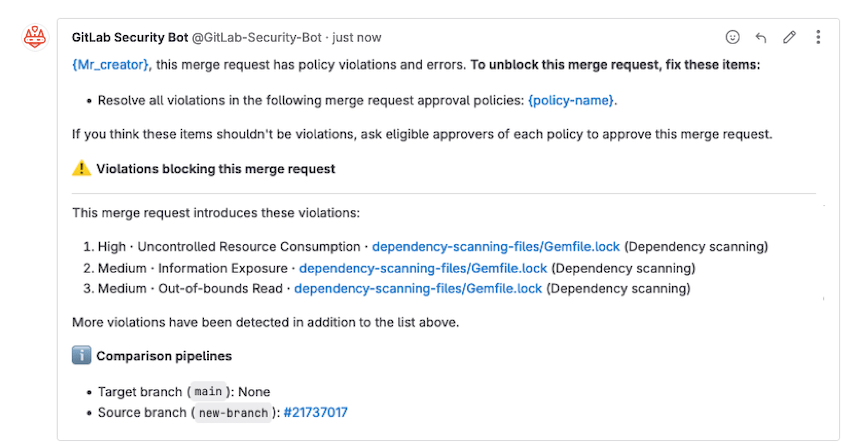 GitLab Security Bot @GitLab-Security-Bot · just now
{Mr_creator}, this merge request has policy violations and errors. To unblock this merge request, fix these items:
• Resolve all violations in the following merge request approval policies: {policy-name}.
If you think these items shouldn't be violations, ask eligible approvers of each policy to approve this merge request.
Violations blocking this merge request
This merge request introduces these violations:
1. High · Uncontrolled Resource Consumption · dependency-scanning-files/Gemfile.lock (Dependency scanning)
2. Medium · Information Exposure · dependency-scanning-files/Gemfile.lock (Dependency scanning)
3. Medium · Out-of-bounds Read · dependency-scanning-files/Gemfile.lock (Dependency scanning)
More violations have been detected in addition to the list above.
Comparison pipelines
• Target branch (main): None
• Source branch (new-branch): #21737017